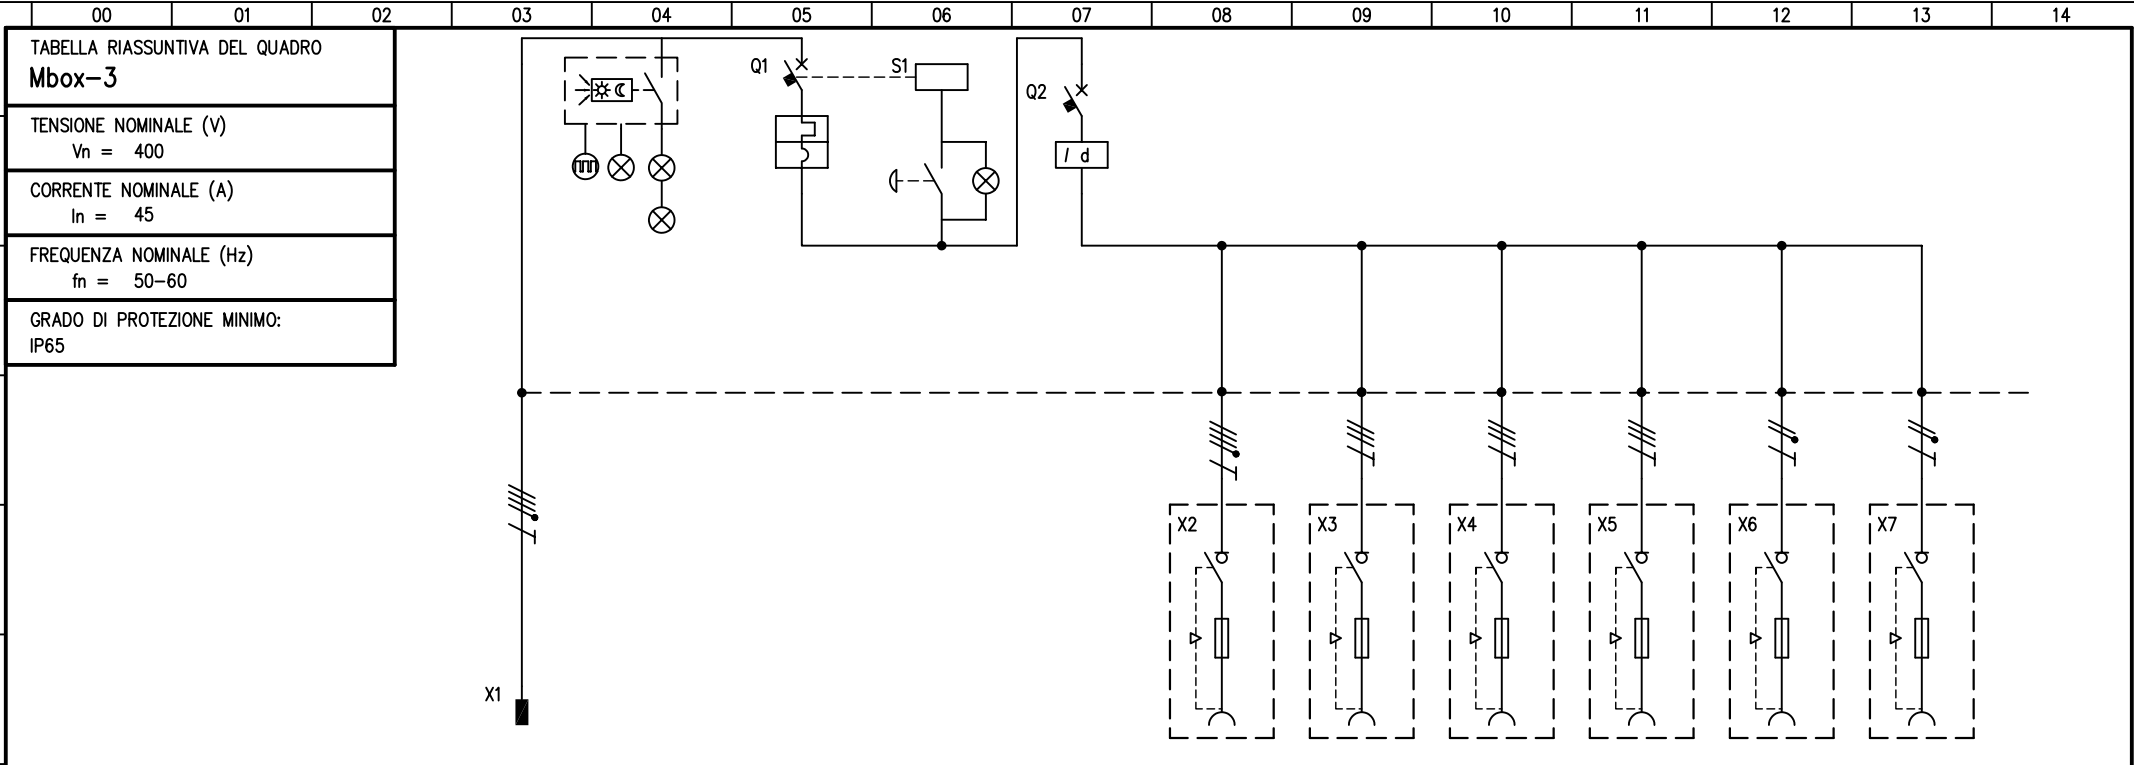 00 01 02 03 04 05 06 07 08 09 10 11 12 13 14
TABELLA RIASSUNTIVA DEL QUADRO
Mbox-3
TENSIONE NOMINALE (V)
Vn = 400
CORRENTE NOMINALE (A)
In = 45
FREQUENZA NOMINALE (Hz)
fn = 50-60
GRADO DI PROTEZIONE MINIMO:
IP65
Q1
S1
Q2
I d
X1
X2 X3 X4 X5 X6 X7